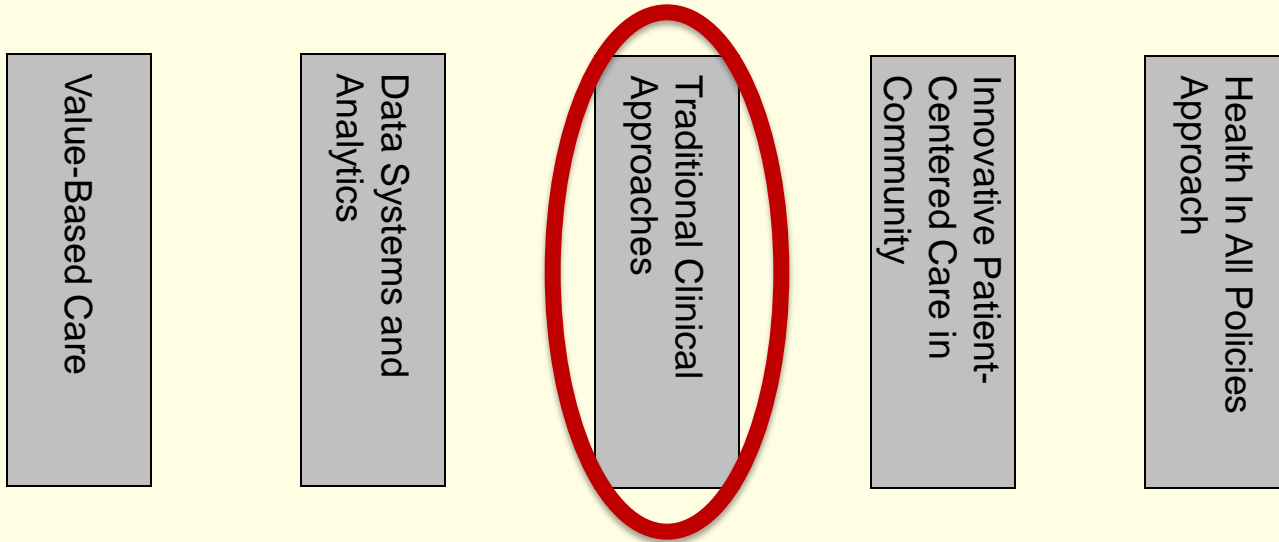 Value-Based Care
Data Systems and
Analytics
Traditional Clinical
Approaches
Innovative Patient-
Centered Care in
Community
Health In All Policies
Approach